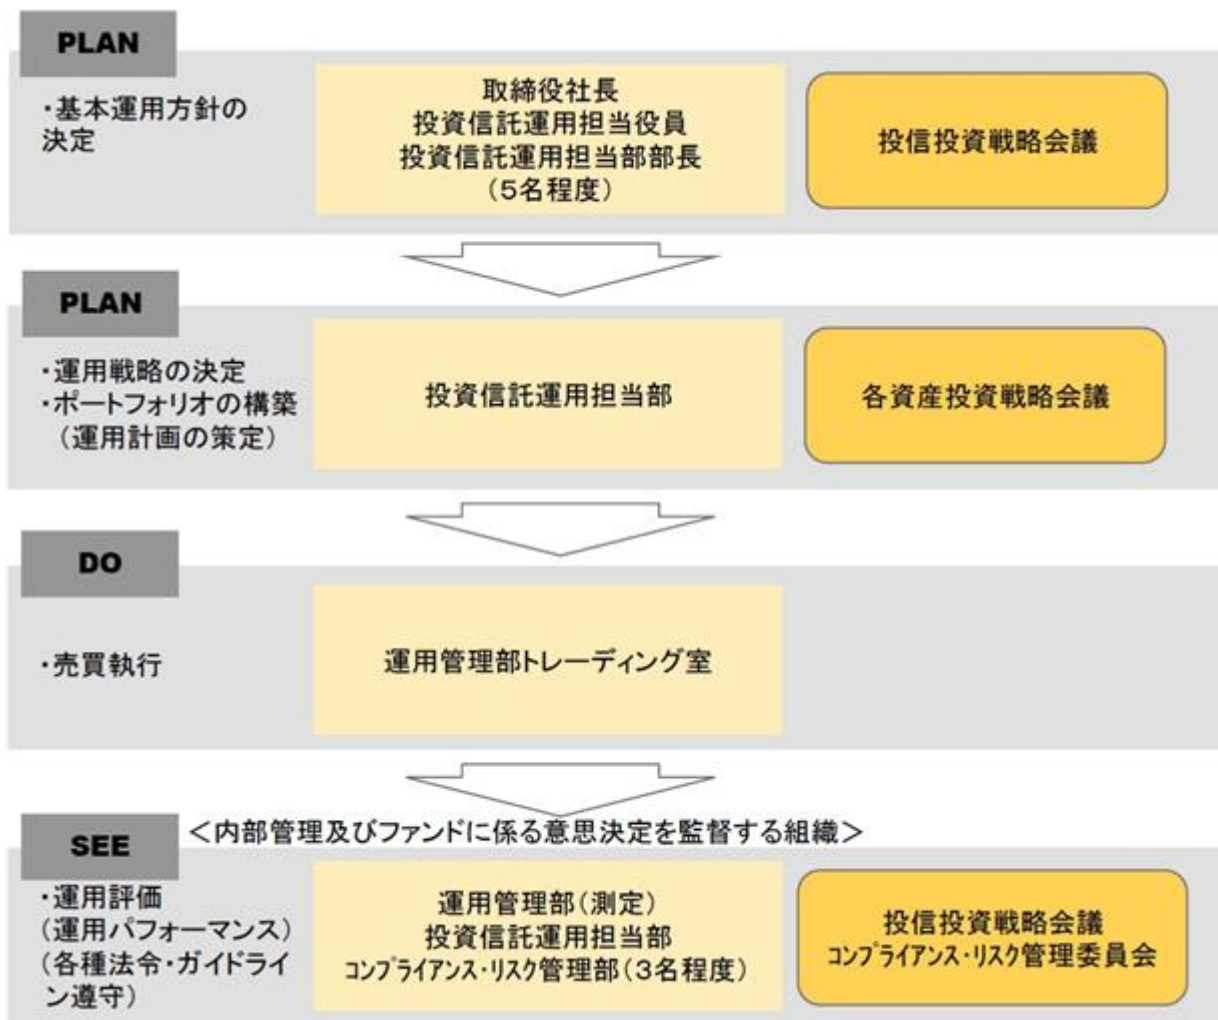 PLAN
・基本運用方針の
決定
取締役社長
投資信託運用担当役員
投資信託運用担当部部長
（５名程度）
投信投資戦略会議
PLAN
・運用戦略の決定
・ポートフォリオの構築
（運用計画の策定）
投資信託運用担当部
各資産投資戦略会議
DO
・売買執行
運用管理部トレーディング室
＜内部管理及びファンドに係る意思決定を監督する組織＞
SEE
・運用評価
（運用パフォーマンス）
（各種法令・ガイドライ
ン遵守）
運用管理部（測定）
投資信託運用担当部
ｺﾝﾌﾟﾗｲｱﾝｽ・ﾘｽｸ管理部（３名程度）
投信投資戦略会議
ｺﾝﾌﾟﾗｲｱﾝｽ・ﾘｽｸ管理委員会